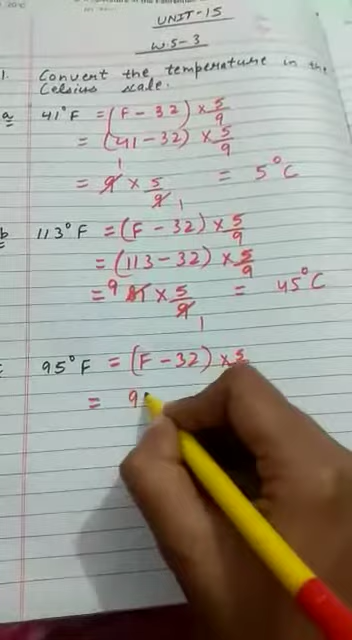 UNIT-15
W.S-3
1. Convert the temperature in the
Celsius scale.
a 41°F = (F - 32) × 5/9
= (41 - 32) × 5/9
= 9 × 5/9 = 5°C
1 1
b 113°F = (F - 32) × 5/9
= (113 - 32) × 5/9
= 9 81 × 5/9 = 45°C
1
95°F = (F - 32) × 5
= 9